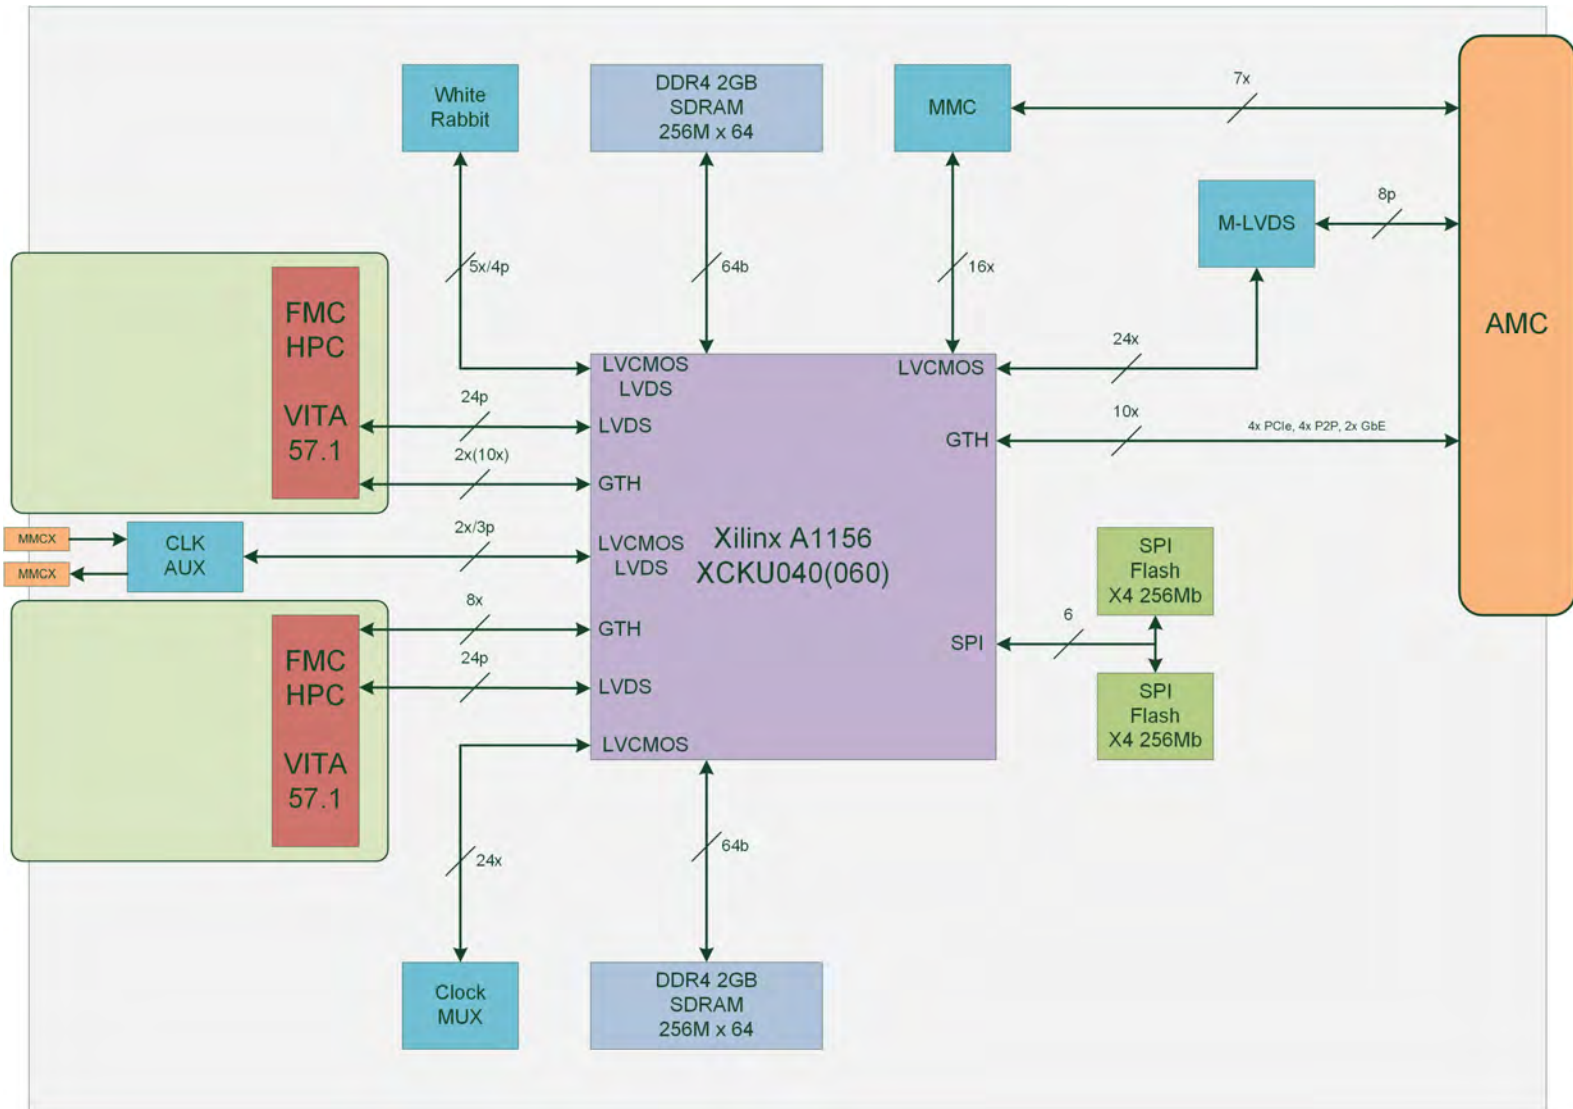 White
Rabbit
DDR4 2GB
SDRAM
256M x 64
MMC
7x
M-LVDS
8p
AMC
5x/4p
64b
16x
24x
FMC
HPC
VITA
57.1
24p
2x(10x)
LVCMOS
LVDS
LVDS
GTH
LVCMOS
LVDS
GTH
LVDS
LVCMOS
LVCMOS
GTH
SPI
10x
4x PCIe, 4x P2P, 2x GbE
Xilinx A1156
XCKU040(060)
MMCX
MMCX
CLK
AUX
2x/3p
8x
24p
FMC
HPC
VITA
57.1
6
SPI
Flash
X4 256Mb
SPI
Flash
X4 256Mb
24x
64b
Clock
MUX
DDR4 2GB
SDRAM
256M x 64